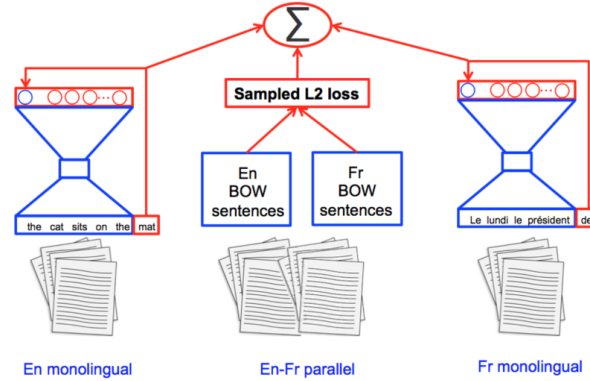 Σ
Sampled L2 loss
En
BOW
sentences
Fr
BOW
sentences
the cat sits on the mat
Le lundi le président de
En monolingual
En-Fr parallel
Fr monolingual